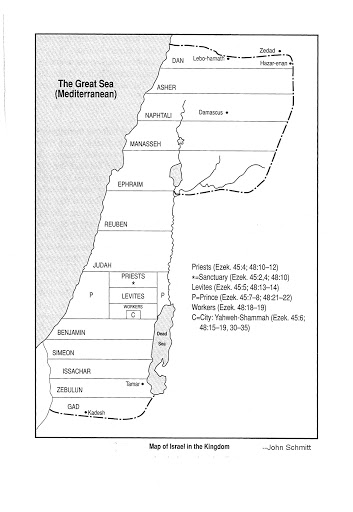 Zedad
DAN
Lebo-hamath
Hazar-enan
The Great Sea
(Mediterranean)
ASHER
NAPHTALI
Damascus
MANASSEH
EPHRAIM
REUBEN
JUDAH
PRIESTS
*
P
LEVITES
P
WORKERS
C
Priests (Ezek. 45:4; 48:10–12)
*=Sanctuary (Ezek. 45:2,4; 48:10)
Levites (Ezek. 45:5; 48:13–14)
P=Prince (Ezek. 45:7–8; 48:21–22)
Workers (Ezek. 48:18–19)
C=City: Yahweh-Shammah (Ezek. 45:6;
48:15–19, 30–35)
BENJAMIN
Dead
Sea
SIMEON
ISSACHAR
Tamar
ZEBULUN
GAD
Kadesh
Map of Israel in the Kingdom
--John Schmitt